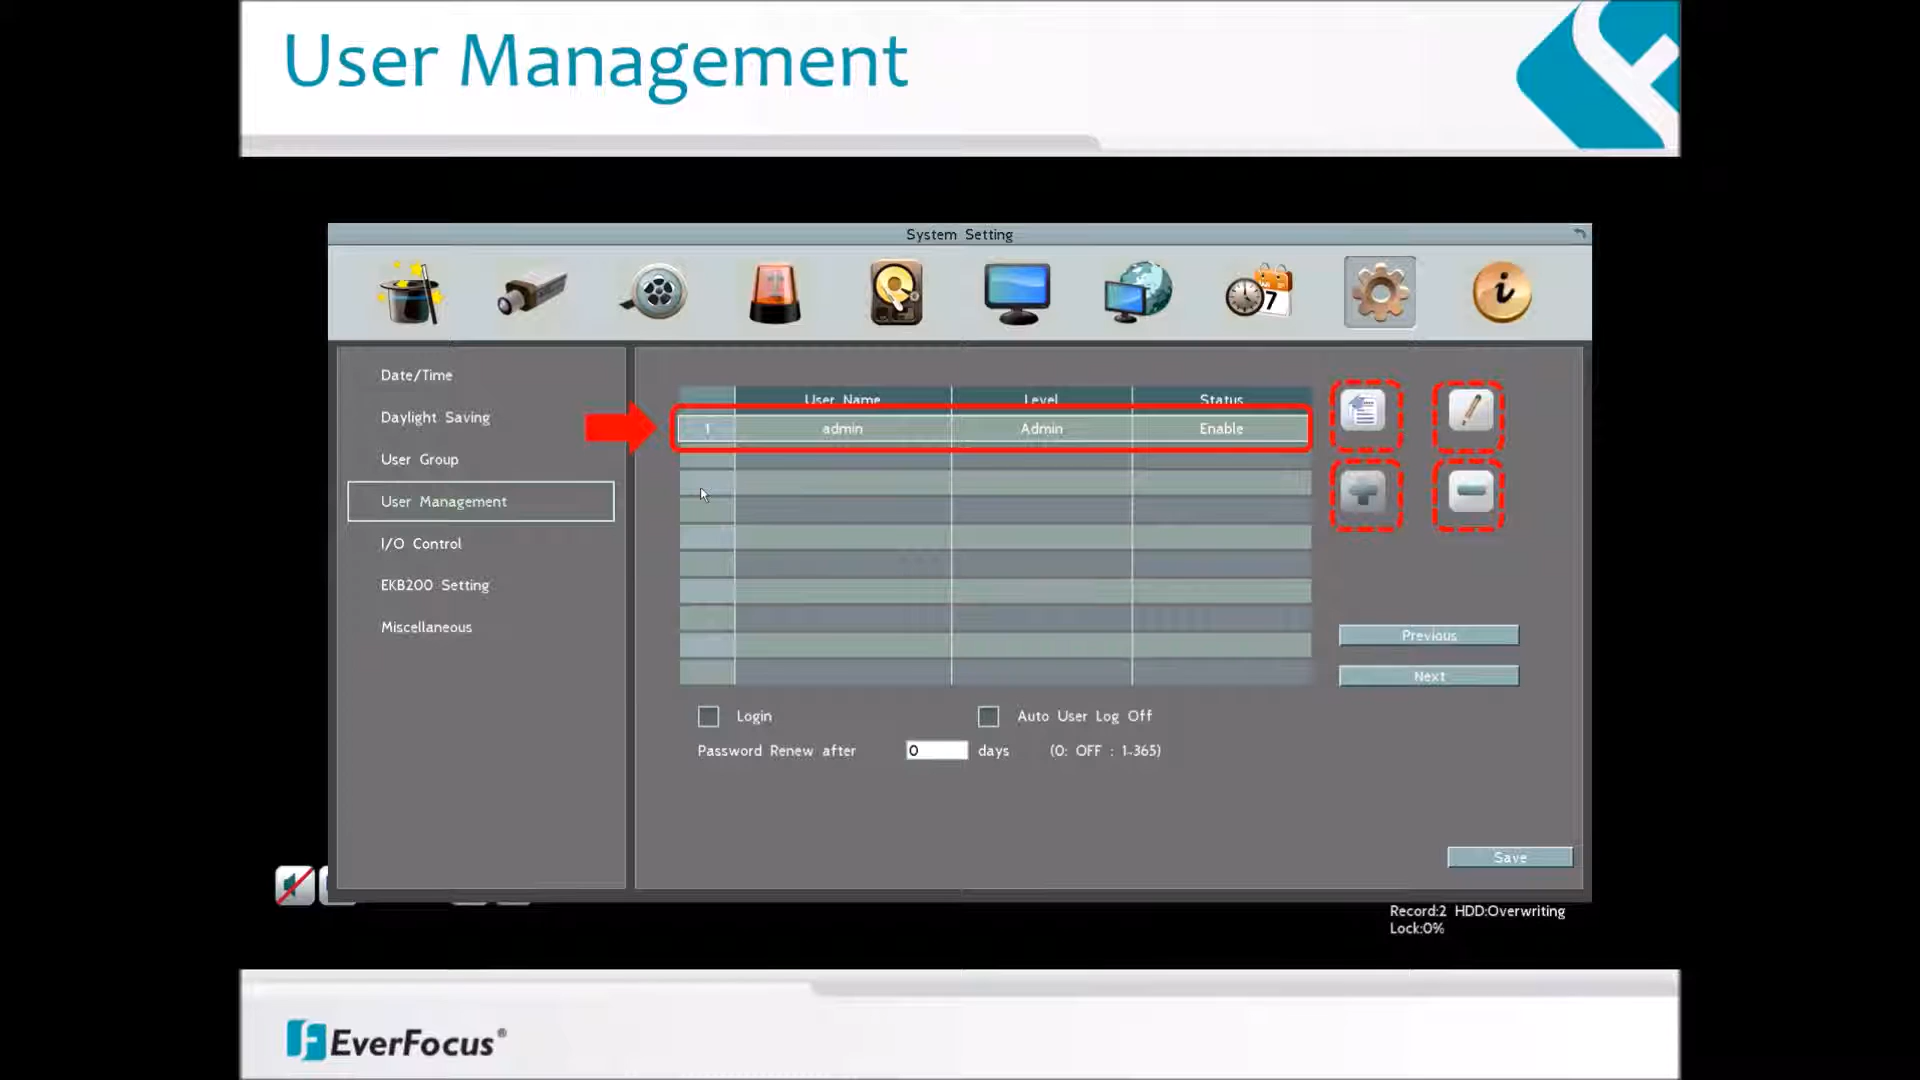 User Management
System Setting
7
i
Date/Time
Daylight Saving
User Group
User Management
I/O Control
EKB200 Setting
Miscellaneous
User Name Level Status
1 admin Admin Enable
Previous
Next
Login Auto User Log Off
Password Renew after 0 days (0: OFF : 1~365)
Save
Record:2 HDD:Overwriting
Lock:0%
EverFocus®